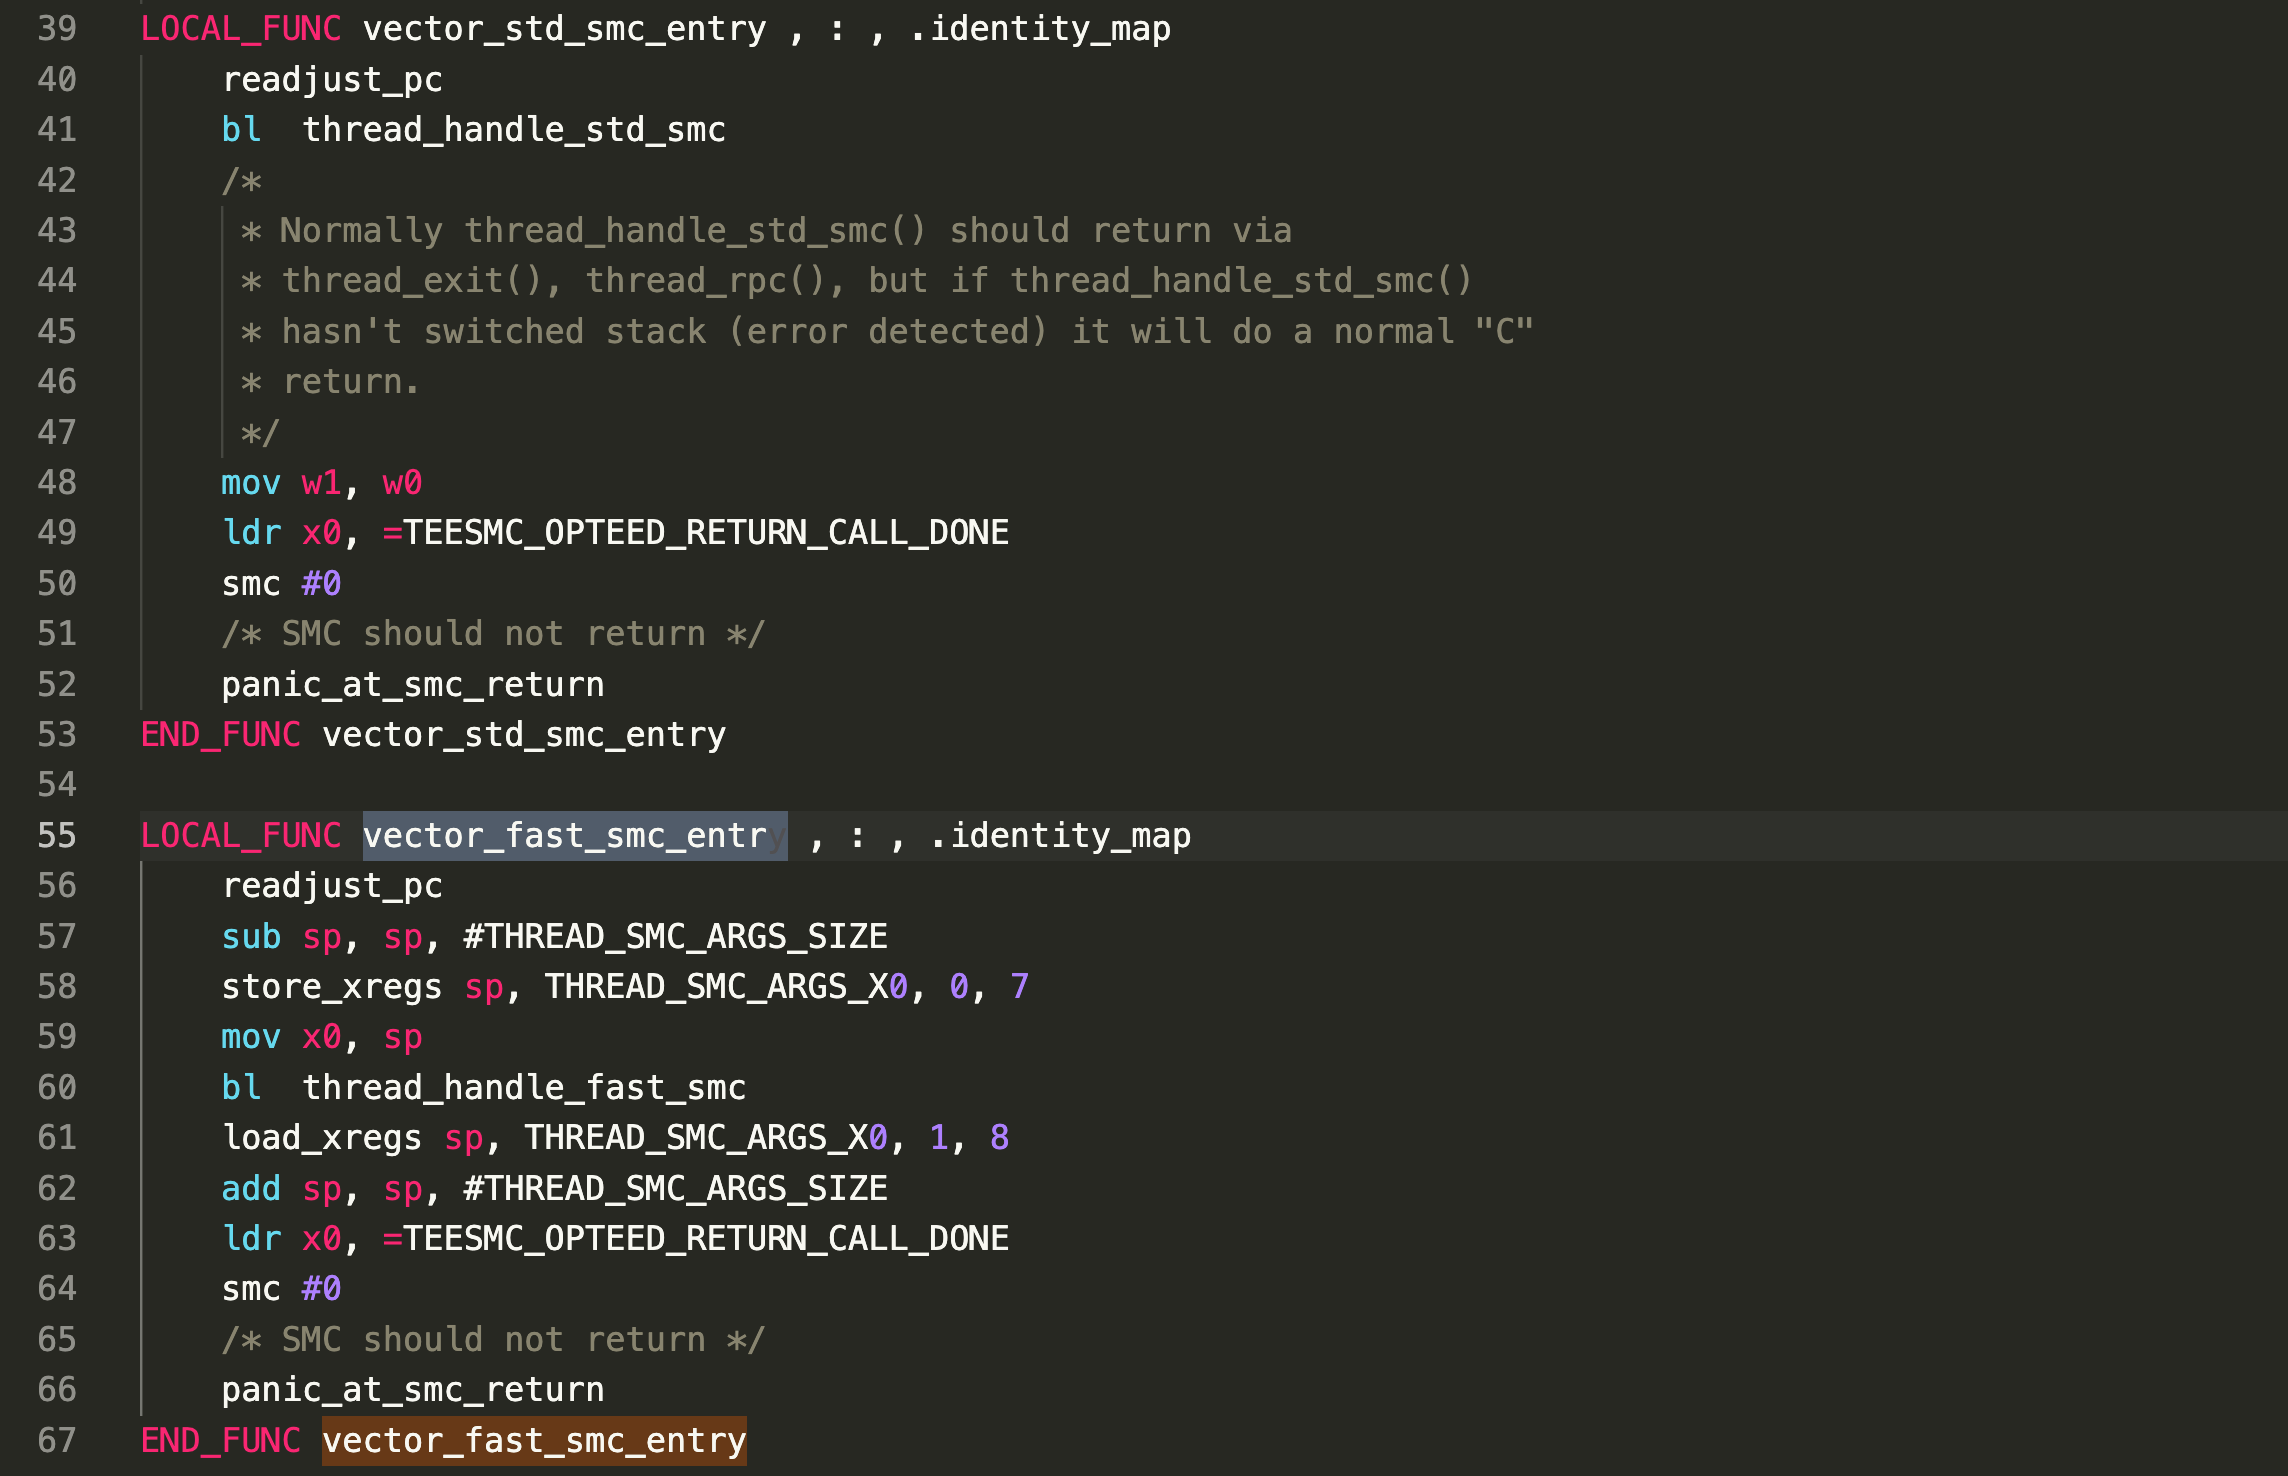 39 LOCAL_FUNC vector_std_smc_entry , : , .identity_map
40 readjust_pc
41 bl  thread_handle_std_smc
42 /*
43 * Normally thread_handle_std_smc() should return via
44 * thread_exit(), thread_rpc(), but if thread_handle_std_smc()
45 * hasn't switched stack (error detected) it will do a normal "C"
46 * return.
47 */
48 mov w1, w0
49 ldr x0, =TEESMC_OPTEED_RETURN_CALL_DONE
50 smc #0
51 /* SMC should not return */
52 panic_at_smc_return
53 END_FUNC vector_std_smc_entry
54
55 LOCAL_FUNC vector_fast_smc_entry , : , .identity_map
56 readjust_pc
57 sub sp, sp, #THREAD_SMC_ARGS_SIZE
58 store_xregs sp, THREAD_SMC_ARGS_X0, 0, 7
59 mov x0, sp
60 bl  thread_handle_fast_smc
61 load_xregs sp, THREAD_SMC_ARGS_X0, 1, 8
62 add sp, sp, #THREAD_SMC_ARGS_SIZE
63 ldr x0, =TEESMC_OPTEED_RETURN_CALL_DONE
64 smc #0
65 /* SMC should not return */
66 panic_at_smc_return
67 END_FUNC vector_fast_smc_entry